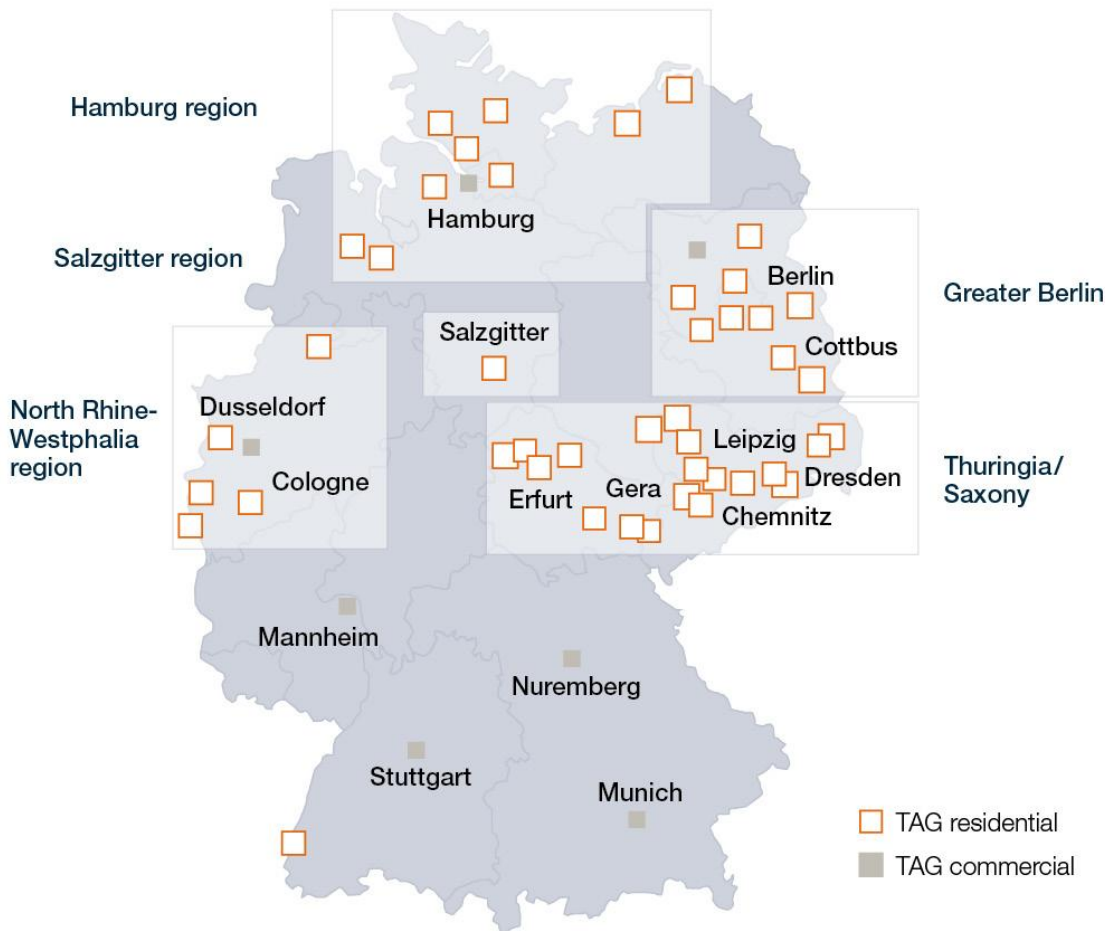 Hamburg region
Hamburg
Salzgitter region
Berlin
Greater Berlin
Salzgitter
Cottbus
North Rhine-
Westphalia
region
Dusseldorf
Cologne
Leipzig
Thuringia/
Saxony
Dresden
Erfurt
Gera
Chemnitz
Mannheim
Nuremberg
Stuttgart
Munich
TAG residential
TAG commercial